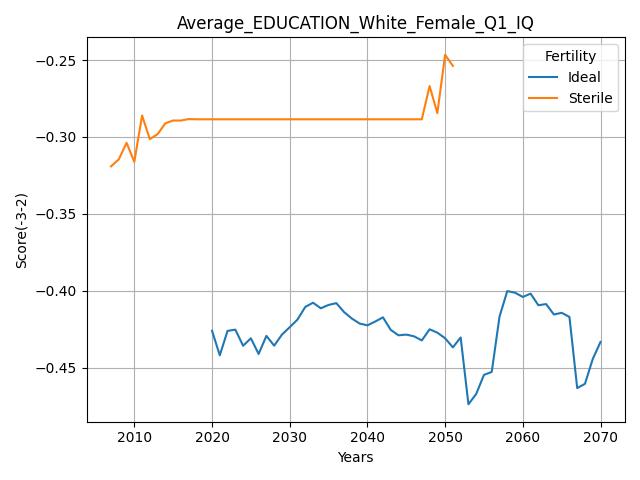 Average_EDUCATION_White_Female_Q1_IQ
Fertility
Ideal
Sterile
Score(-3-2)
−0.25
−0.30
−0.35
−0.40
−0.45
2010 2020 2030 2040 2050 2060 2070
Years